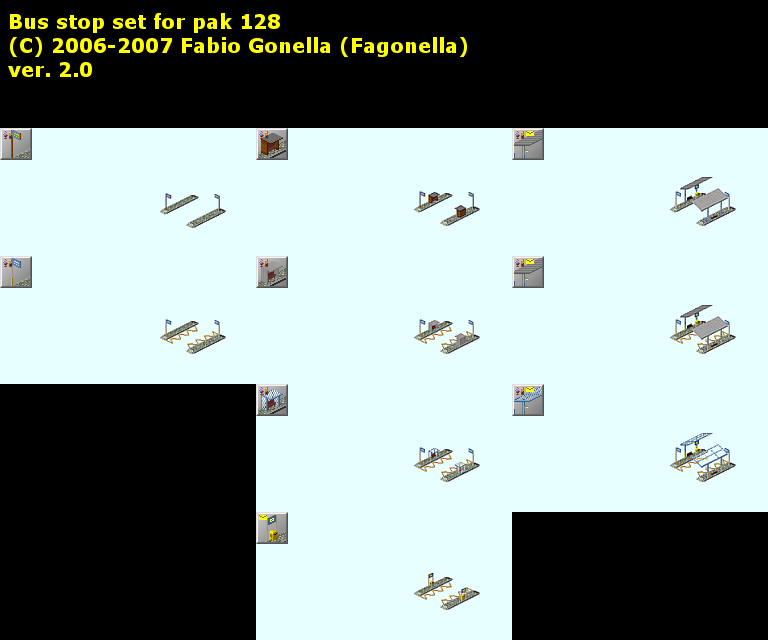 Bus stop set for pak 128
(C) 2006-2007 Fabio Gonella (Fagonella)
ver. 2.0